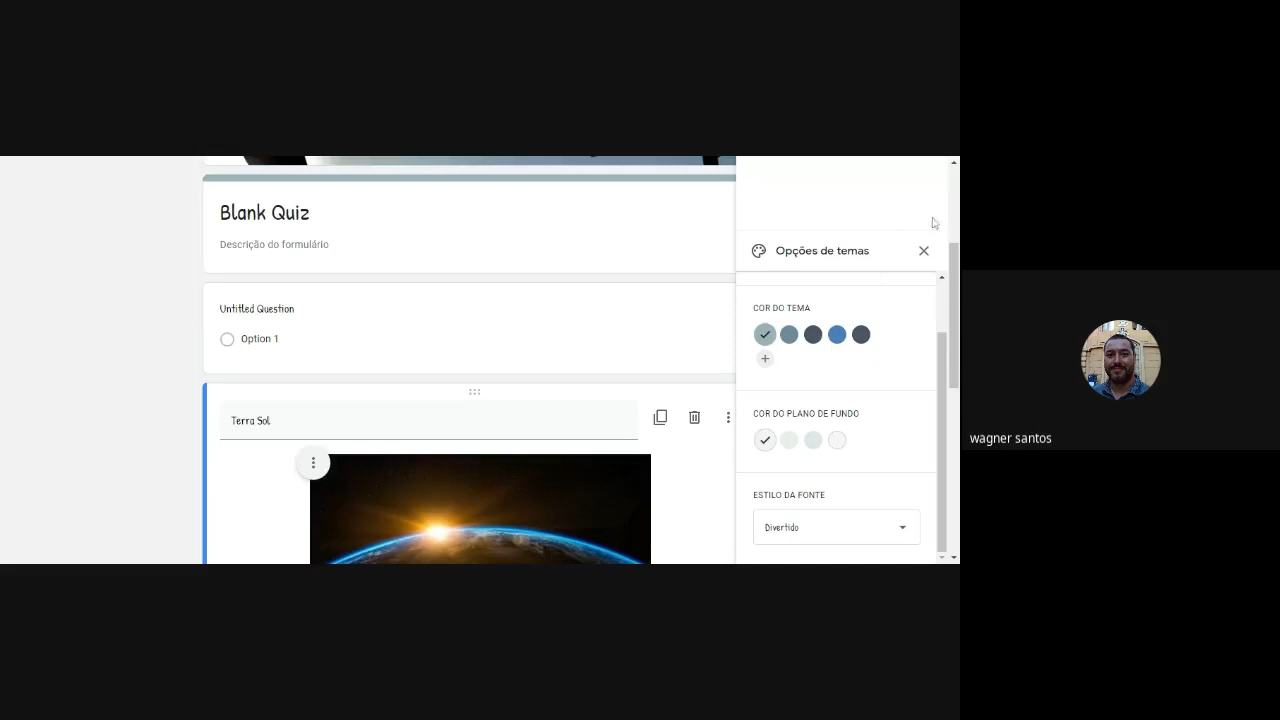 Blank Quiz
Descrição do formulário
Untitled Question
Option 1
Terra Sol
Opções de temas
COR DO TEMA
COR DO PLANO DE FUNDO
ESTILO DA FONTE
Divertido
wagner santos